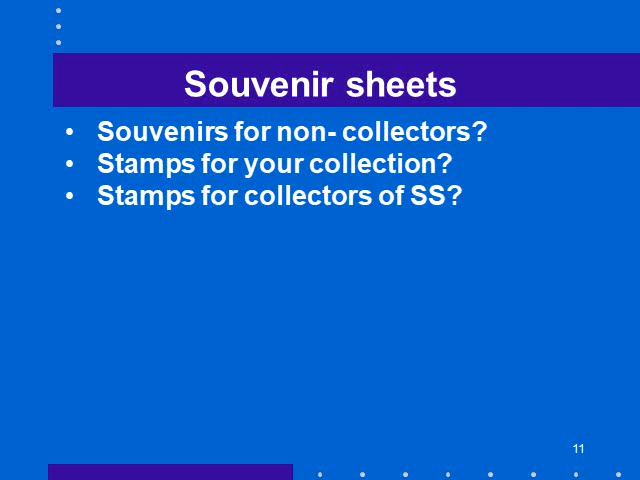 Souvenir sheets
• Souvenirs for non- collectors?
• Stamps for your collection?
• Stamps for collectors of SS?
11